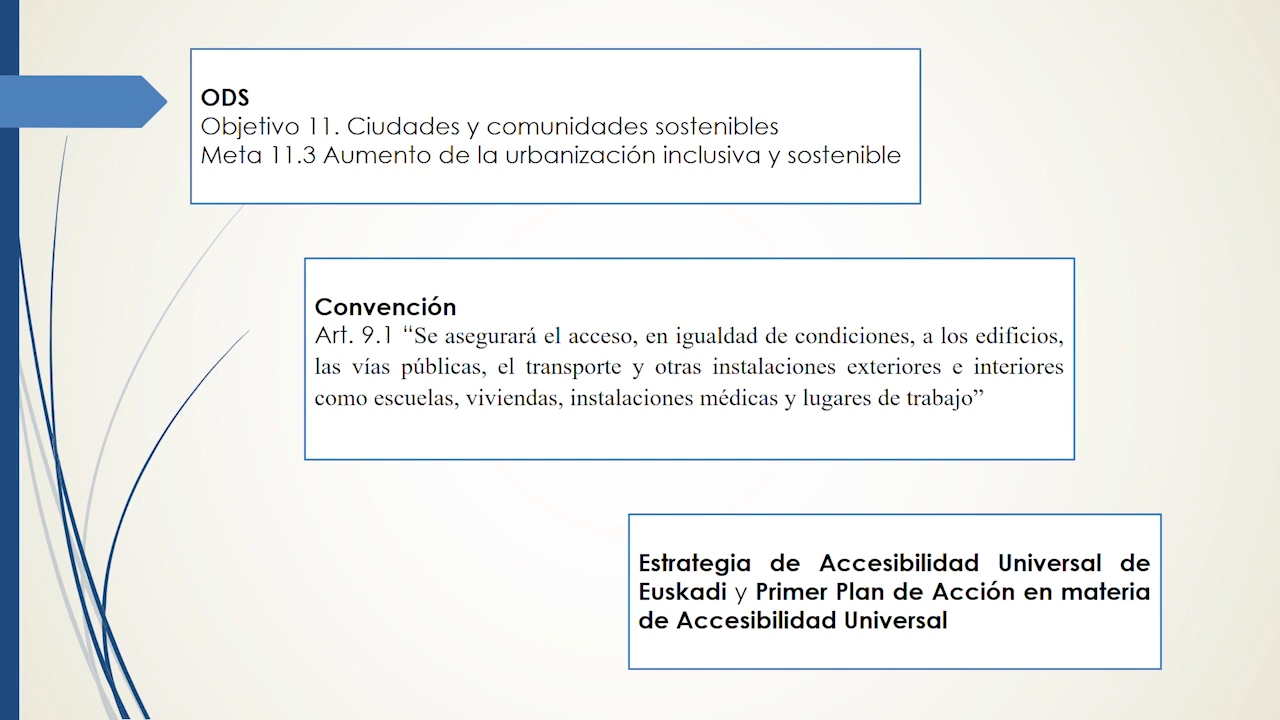 ODS
Objetivo 11. Ciudades y comunidades sostenibles
Meta 11.3 Aumento de la urbanización inclusiva y sostenible
Convención
Art. 9.1 “Se asegurará el acceso, en igualdad de condiciones, a los edificios,
las vías públicas, el transporte y otras instalaciones exteriores e interiores
como escuelas, viviendas, instalaciones médicas y lugares de trabajo”
Estrategia de Accesibilidad Universal de
Euskadi y Primer Plan de Acción en materia
de Accesibilidad Universal